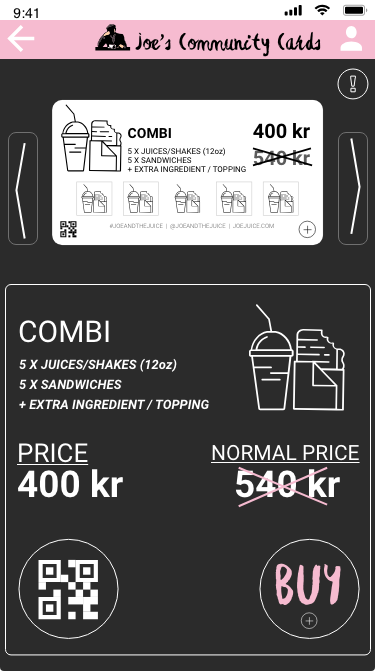 9:41
Joe's Community Cards
COMBI
400 kr
5 X JUICES/SHAKES (12oz)
540 kr
5 X SANDWICHES
+ EXTRA INGREDIENT / TOPPING
#JOEANDTHEJUICE | @JOEANDTHEJUICE | JOEJUICE.COM
COMBI
5 X JUICES/SHAKES (12oz)
5 X SANDWICHES
+ EXTRA INGREDIENT / TOPPING
PRICE
NORMAL PRICE
400 kr
540 kr
BUY